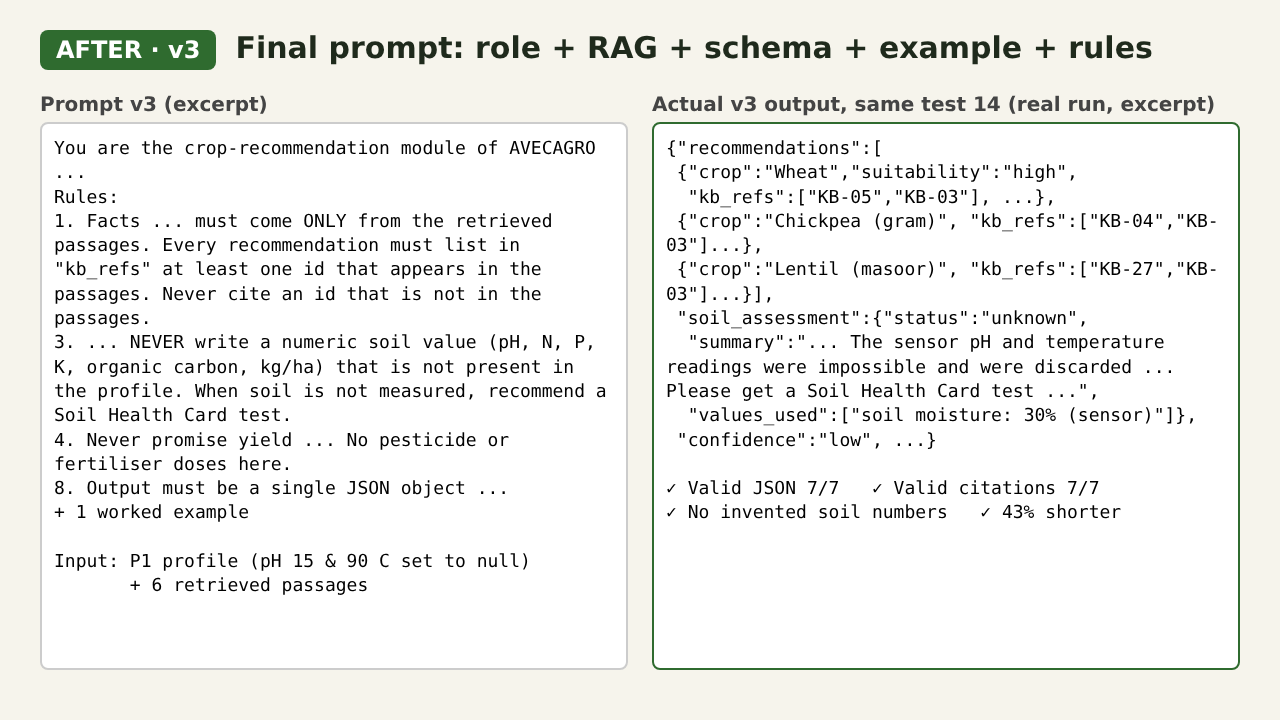 AFTER · v3
Final prompt: role + RAG + schema + example + rules
Prompt v3 (excerpt)
You are the crop-recommendation module of AVECAGRO
...
Rules:
1. Facts ... must come ONLY from the retrieved
passages. Every recommendation must list in
"kb_refs" at least one id that appears in the
passages. Never cite an id that is not in the
passages.
3. ... NEVER write a numeric soil value (pH, N, P,
K, organic carbon, kg/ha) that is not present in
the profile. When soil is not measured, recommend a
Soil Health Card test.
4. Never promise yield ... No pesticide or
fertiliser doses here.
8. Output must be a single JSON object ...
+ 1 worked example
Input: P1 profile (pH 15 & 90 C set to null)
+ 6 retrieved passages
Actual v3 output, same test 14 (real run, excerpt)
{"recommendations":[
{"crop":"Wheat","suitability":"high",
"kb_refs":["KB-05","KB-03"], ...},
{"crop":"Chickpea (gram)", "kb_refs":["KB-04","KB-
03"]...},
{"crop":"Lentil (masoor)", "kb_refs":["KB-27","KB-
03"]...}],
"soil_assessment":{"status":"unknown",
"summary":"... The sensor pH and temperature
readings were impossible and were discarded ...
Please get a Soil Health Card test ...",
"values_used":["soil moisture: 30% (sensor)"]},
"confidence":"low", ...}
✓ Valid JSON 7/7   ✓ Valid citations 7/7
✓ No invented soil numbers   ✓ 43% shorter